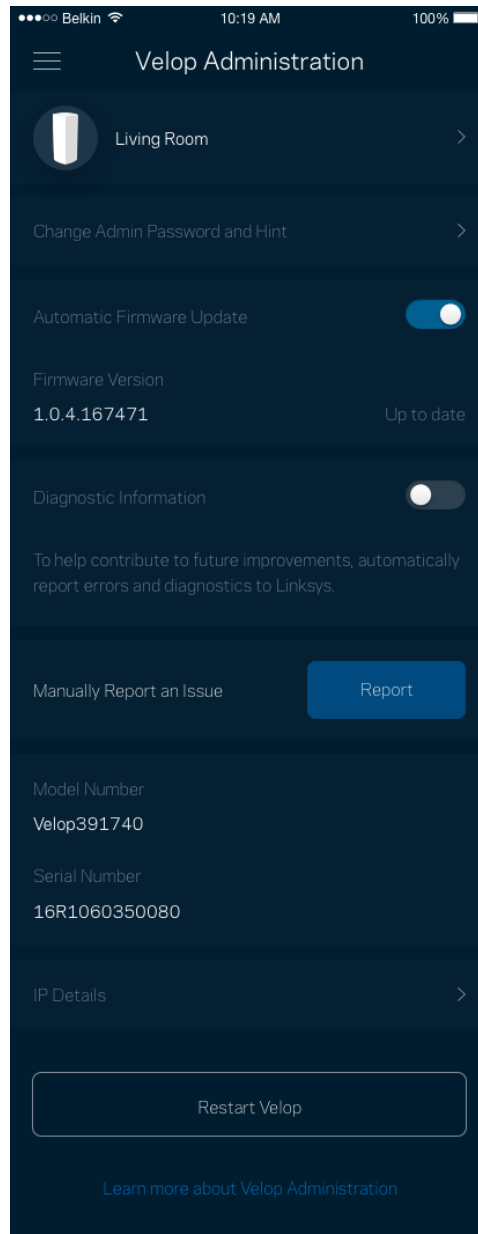 Belkin 10:19 AM 100%
Velop Administration
Living Room
Change Admin Password and Hint
Automatic Firmware Update
Firmware Version
1.0.4.167471 Up to date
Diagnostic Information
To help contribute to future improvements, automatically
report errors and diagnostics to Linksys.
Manually Report an Issue Report
Model Number
Velop391740
Serial Number
16R1060350080
IP Details
Restart Velop
Learn more about Velop Administration